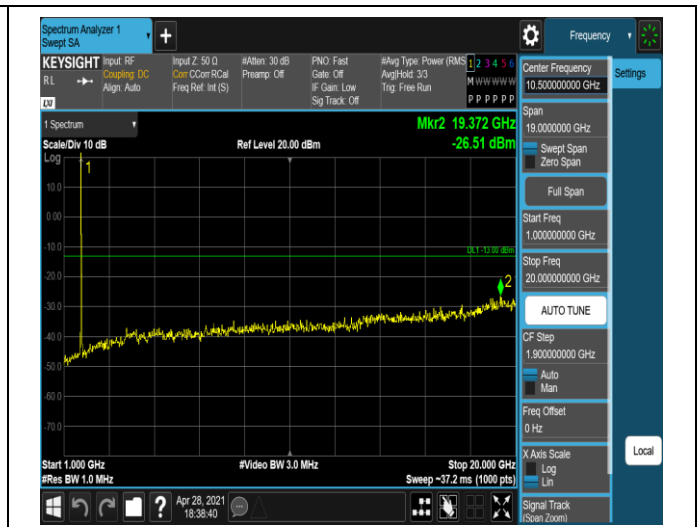 Spectrum Analyzer 1
Swept SA
Frequency
KEYSIGHT
RL
LXI
Input: RF
Coupling: DC
Align: Auto
Input Z: 50 Ω
Corr CCorr RCal
Freq Ref: Int (S)
#Atten: 30 dB
Preamp: Off
PNO: Fast
Gate: Off
IF Gain: Low
Sig Track: Off
#Avg Type: Power (RMS
Avg|Hold: 3/3
Trig: Free Run
1 2 3 4 5 6
M W W W W W
P P P P P P
1 Spectrum
Scale/Div 10 dB
Log
Ref Level 20.00 dBm
Mkr2 19.372 GHz
-26.51 dBm
1
10.0
0.00
-10.0
DL1 -13.00 dBm
-20.0
2
-30.0
-40.0
-50.0
-60.0
-70.0
Start 1.000 GHz
#Res BW 1.0 MHz
#Video BW 3.0 MHz
Stop 20.000 GHz
Sweep ~37.2 ms (1000 pts)
Apr 28, 2021
18:38:40
Center Frequency
10.500000000 GHz
Settings
Span
19.0000000 GHz
Swept Span
Zero Span
Full Span
Start Freq
1.000000000 GHz
Stop Freq
20.000000000 GHz
AUTO TUNE
CF Step
1.900000000 GHz
Auto
Man
Freq Offset
0 Hz
X Axis Scale
Log
Lin
Local
Signal Track
(Span Zoom)